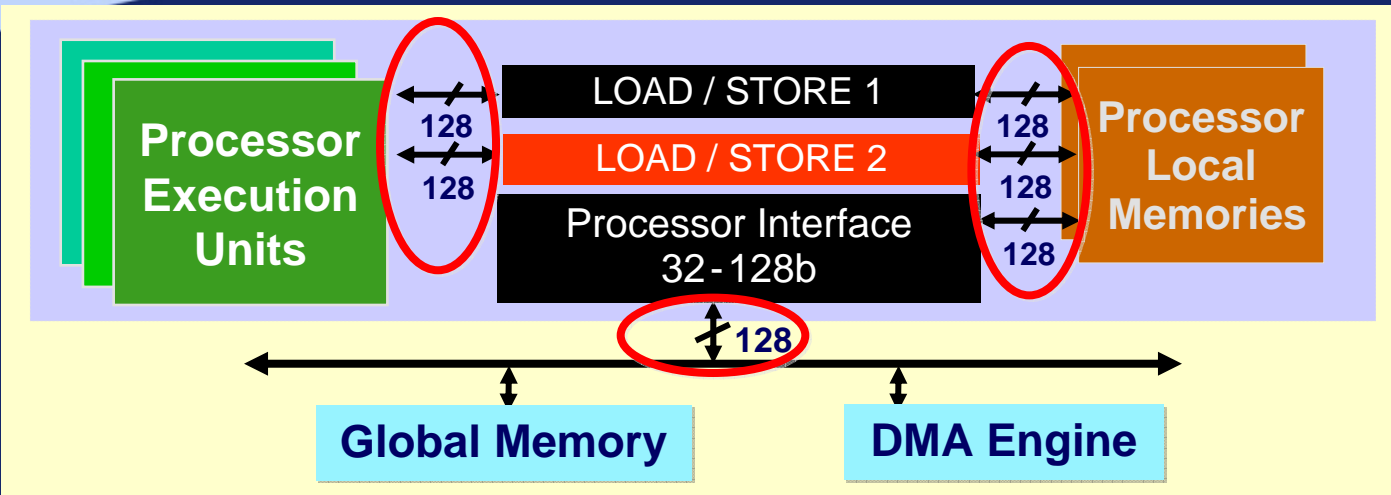 LOAD / STORE 1
128
128
Processor
Execution
Units
LOAD / STORE 2
128
128
Processor
Local
Memories
Processor Interface
32-128b
128
128
Global Memory
DMA Engine